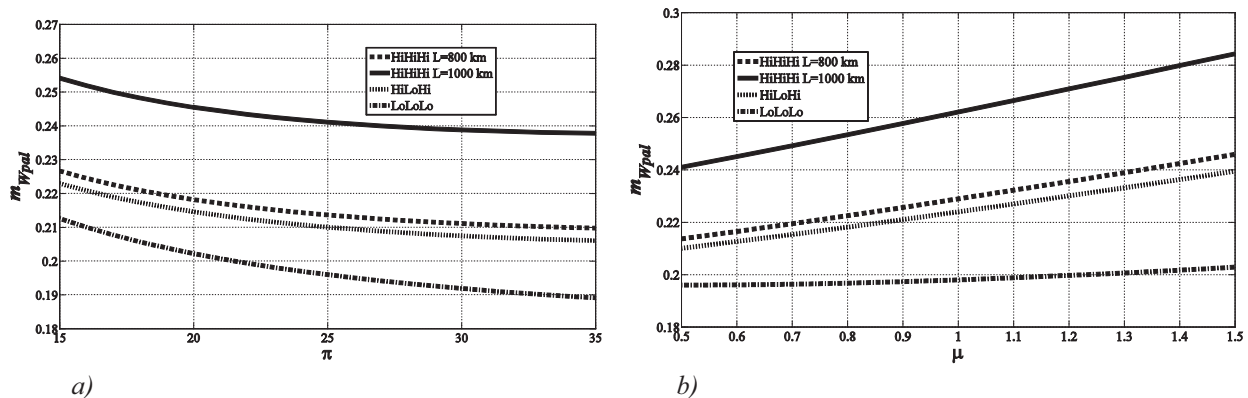 0.27
0.26
0.25
0.24
0.23
0.22
0.21
0.2
0.19
0.18
m_Wpal
HiHiHi L=800 km
HiHiHi L=1000 km
HiLoHi
LoLoLo
15 20 25 30 35
π
a)
0.3
0.28
0.26
0.24
0.22
0.2
0.18
m_Wpal
HiHiHi L=800 km
HiHiHi L=1000 km
HiLoHi
LoLoLo
0.5 0.6 0.7 0.8 0.9 1 1.1 1.2 1.3 1.4 1.5
μ
b)